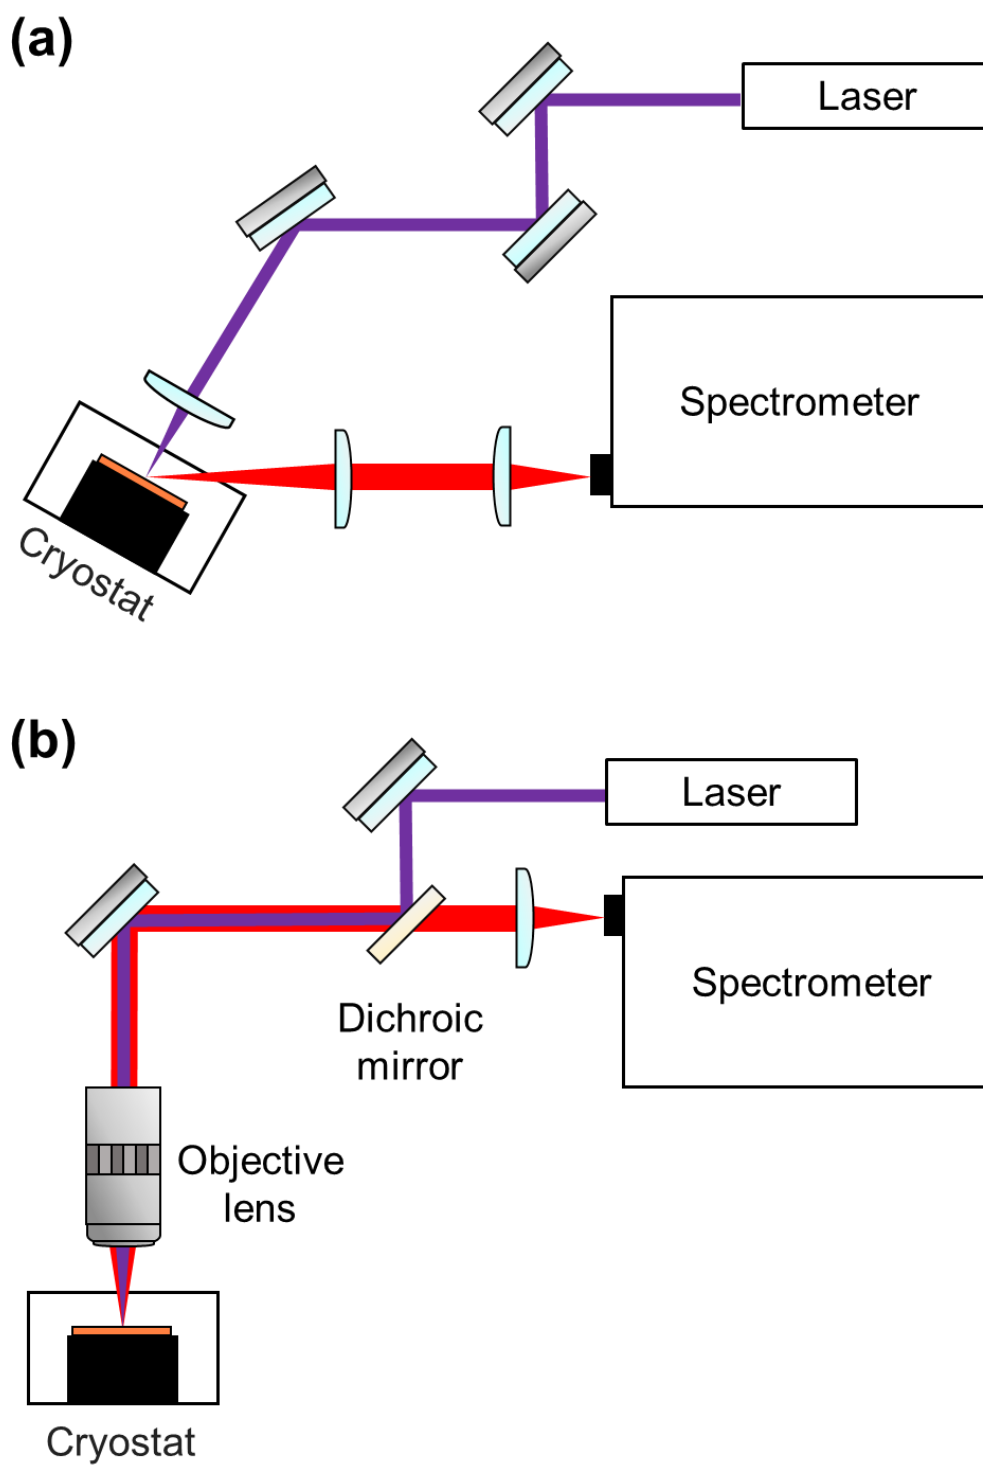 (a)
Laser
Spectrometer
Cryostat
(b)
Laser
Spectrometer
Dichroic
mirror
Objective
lens
Cryostat